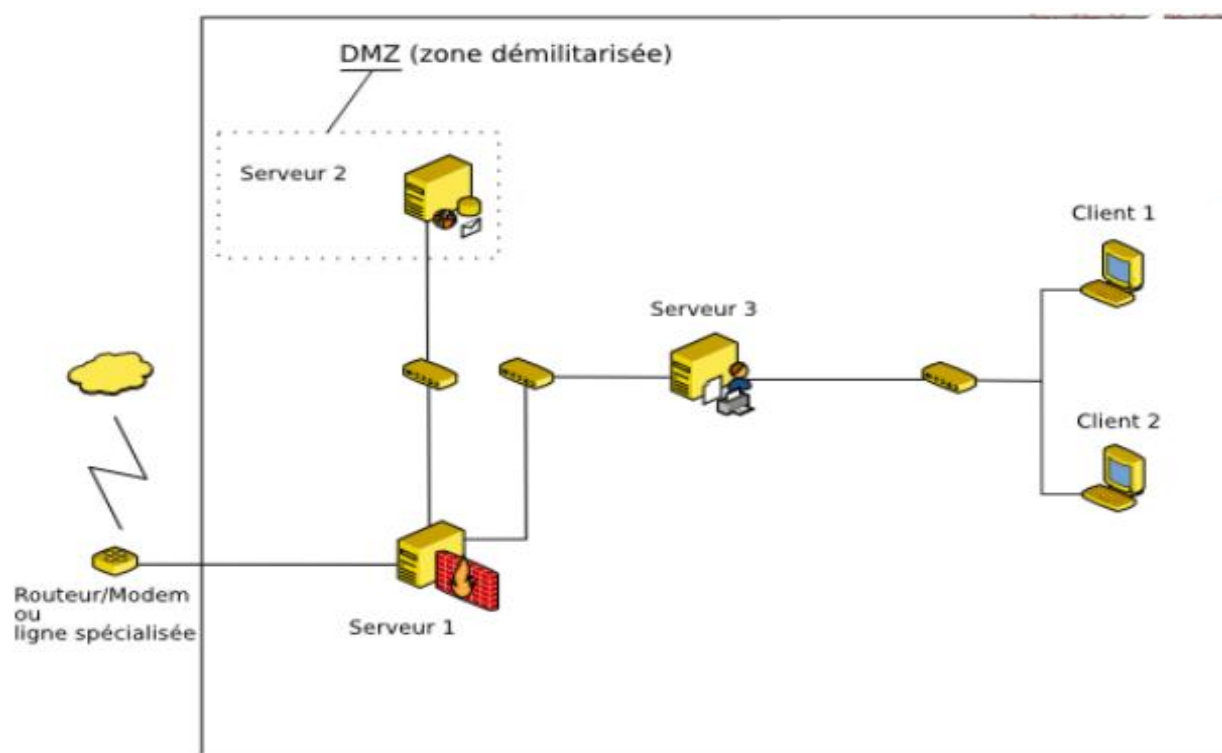 DMZ (zone démilitarisée)
Serveur 2
Client 1
Serveur 3
Client 2
Routeur/Modem
ou
ligne spécialisée
Serveur 1